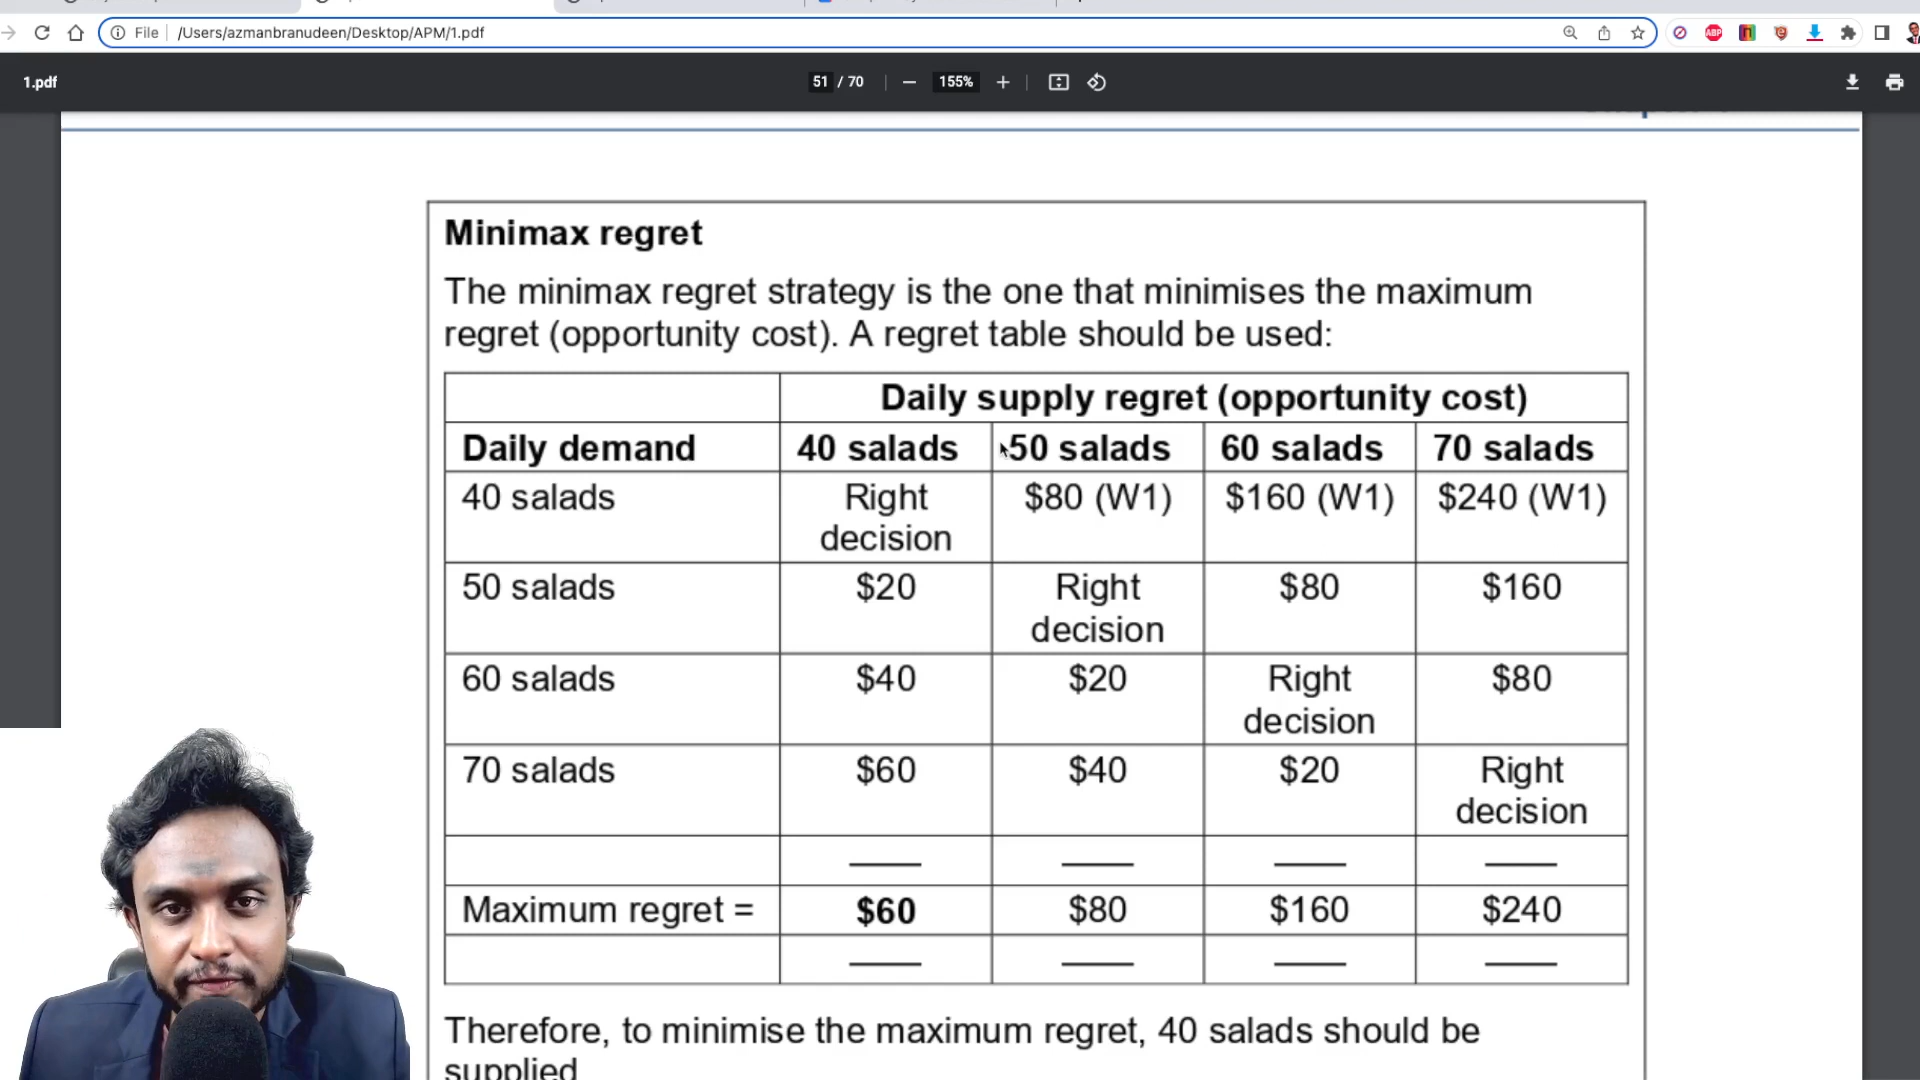 File /Users/azmanbranudeen/Desktop/APM/1.pdf
ABP
1.pdf
51 / 70
155%
Minimax regret
The minimax regret strategy is the one that minimises the maximum
regret (opportunity cost). A regret table should be used:
Daily supply regret (opportunity cost)
Daily demand 40 salads 50 salads 60 salads 70 salads
40 salads Right decision $80 (W1) $160 (W1) $240 (W1)
50 salads $20 Right decision $80 $160
60 salads $40 $20 Right decision $80
70 salads $60 $40 $20 Right decision
Maximum regret = $60 $80 $160 $240
Therefore, to minimise the maximum regret, 40 salads should be
supplied